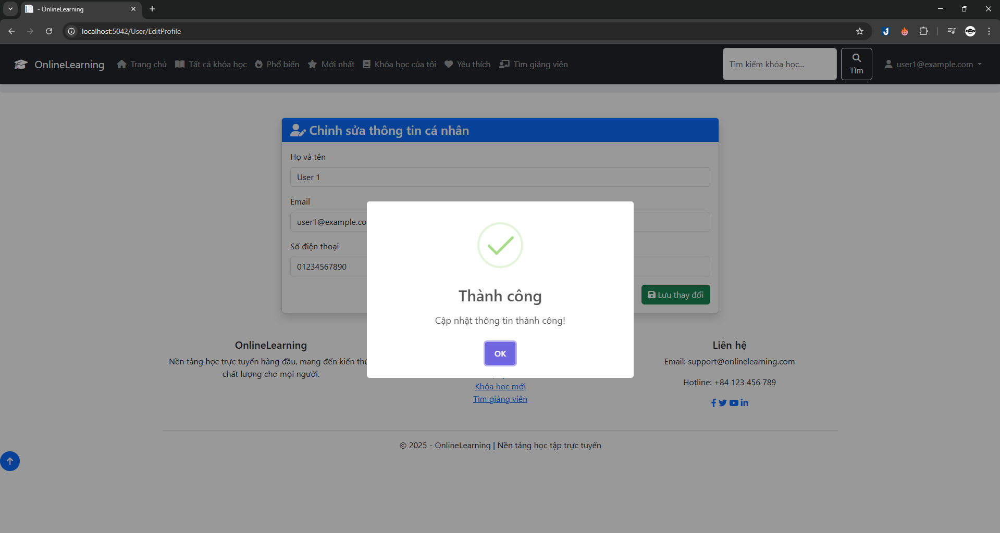 - OnlineLearning
localhost:5042/User/EditProfile
OnlineLearning
Trang chủ
Tất cả khóa học
Phổ biến
Mới nhất
Khóa học của tôi
Yêu thích
Tìm giảng viên
Tìm kiếm khóa học...
Tìm
user1@example.com
Chỉnh sửa thông tin cá nhân
Họ và tên
User 1
Email
user1@example.co
Số điện thoại
01234567890
Lưu thay đổi
Thành công
Cập nhật thông tin thành công!
OK
OnlineLearning
Nền tảng học trực tuyến hàng đầu, mang đến kiến thứ
chất lượng cho mọi người.
Khóa học mới
Tìm giảng viên
Liên hệ
Email: support@onlinelearning.com
Hotline: +84 123 456 789
© 2025 - OnlineLearning | Nền tảng học tập trực tuyến